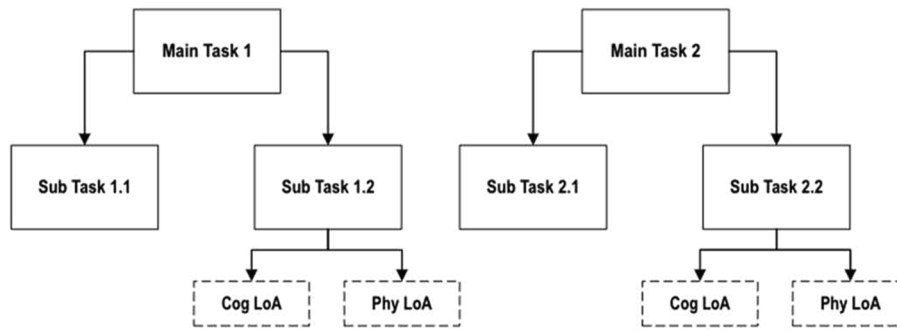 Main Task 1
Main Task 2
Sub Task 1.1
Sub Task 1.2
Sub Task 2.1
Sub Task 2.2
Cog LoA
Phy LoA
Cog LoA
Phy LoA